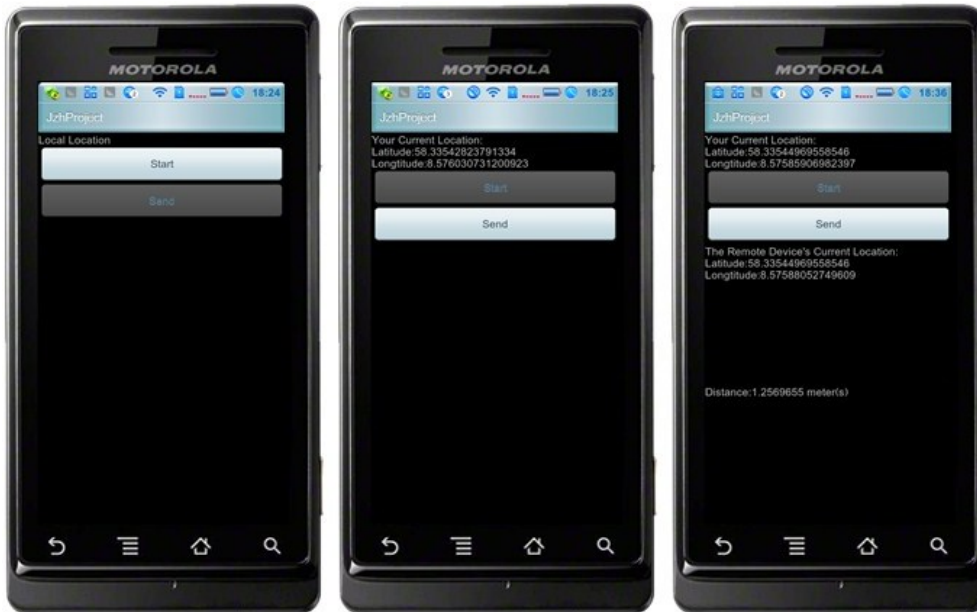 MOTOROLA
18:24
JzhProject
Local Location
Start
Send
MOTOROLA
18:25
JzhProject
Your Current Location:
Latitude:58.33542823791334
Longtitude:8.576030731200923
Start
Send
MOTOROLA
18:36
JzhProject
Your Current Location:
Latitude:58.33544969558546
Longtitude:8.57585906982397
Start
Send
The Remote Device's Current Location:
Latitude:58.33544969558546
Longtitude:8.57588052749609
Distance:1.2569655 meter(s)